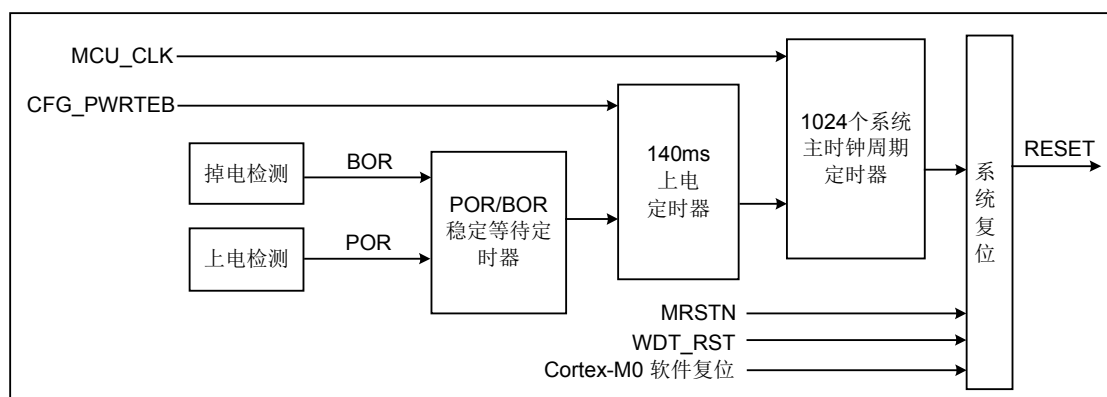 MCU_CLK
CFG_PWRTEB
掉电检测
BOR
上电检测
POR
POR/BOR
稳定等待定
时器
140ms
上电
定时器
1024个系统
主时钟周期
定时器
系
统
复
位
RESET
MRSTN
WDT_RST
Cortex-M0 软件复位